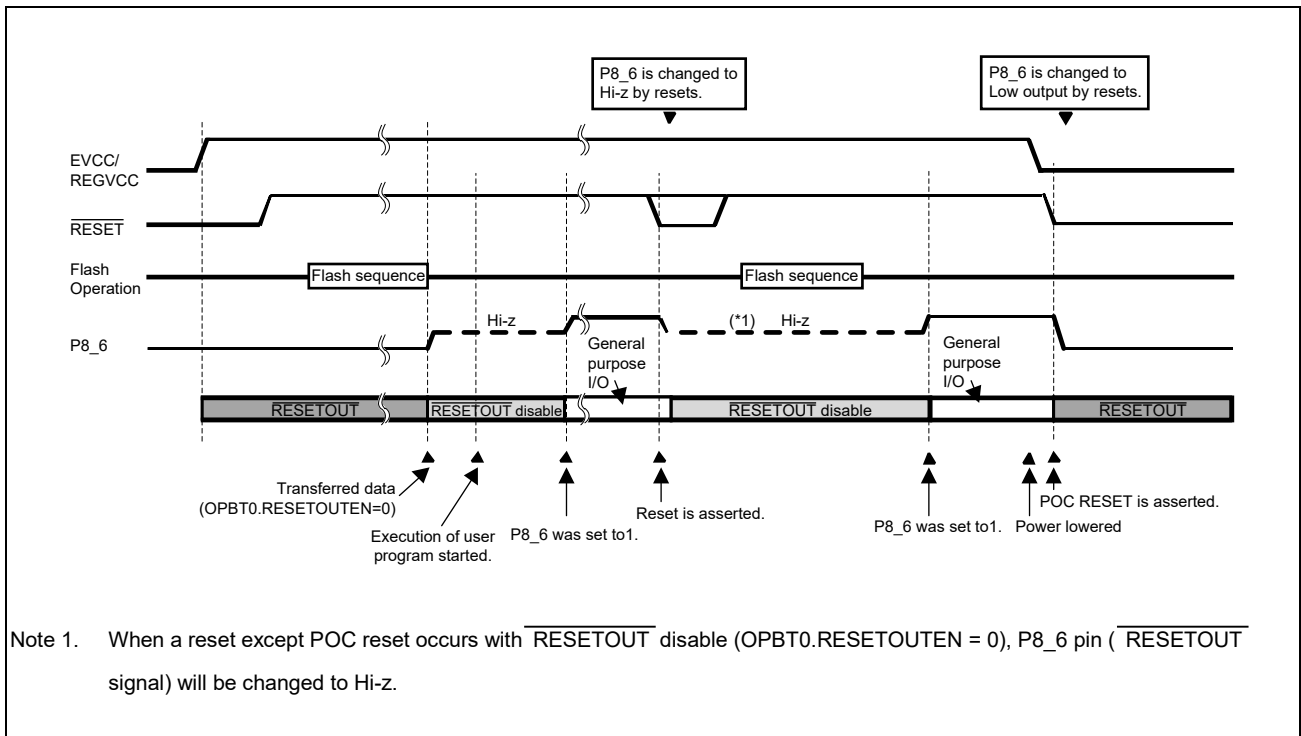 P8_6 is changed to
Hi-z by resets.
P8_6 is changed to
Low output by resets.
EVCC/
REGVCC
RESET
Flash
Operation
Flash sequence
Flash sequence
P8_6
Hi-z
General
purpose
I/O
(*1) Hi-z
General
purpose
I/O
RESETOUT
RESETOUT disable
RESETOUT disable
RESETOUT
Transferred data
(OPBT0.RESETOUTEN=0)
Execution of user
program started.
P8_6 was set to1.
Reset is asserted.
P8_6 was set to1.
Power lowered
POC RESET is asserted.
Note 1. When a reset except POC reset occurs with RESETOUT disable (OPBT0.RESETOUTEN = 0), P8_6 pin ( RESETOUT
signal) will be changed to Hi-z.